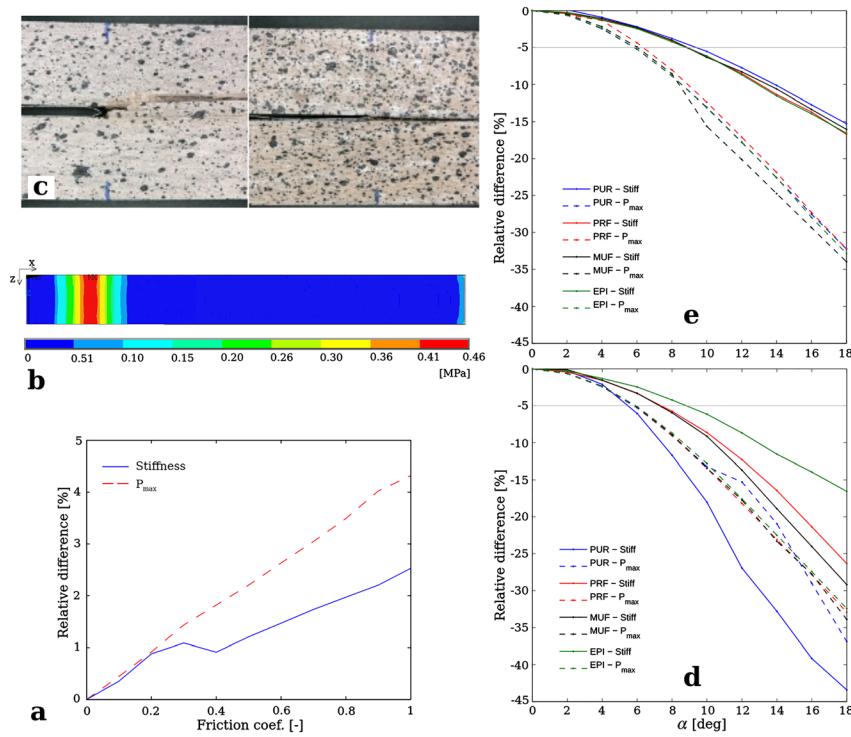 c
x
z
0
0.51
0.10
0.15
0.20
0.26
0.30
0.36
0.41
0.46
[MPa]
b
5
4
3
2
1
0
Relative difference [%]
Stiffness
Pmax
0
0.2
0.4
0.6
0.8
1
Friction coef. [-]
a
0
-5
-10
-15
-20
-25
-30
-35
-40
-45
Relative difference [%]
PUR – Stiff
PUR – Pmax
PRF – Stiff
PRF – Pmax
MUF – Stiff
MUF – Pmax
EPI – Stiff
EPI – Pmax
e
0
2
4
6
8
10
12
14
16
18
0
-5
-10
-15
-20
-25
-30
-35
-40
-45
Relative difference [%]
PUR – Stiff
PUR – Pmax
PRF – Stiff
PRF – Pmax
MUF – Stiff
MUF – Pmax
EPI – Stiff
EPI – Pmax
d
0
2
4
6
8
10
12
14
16
18
α [deg]